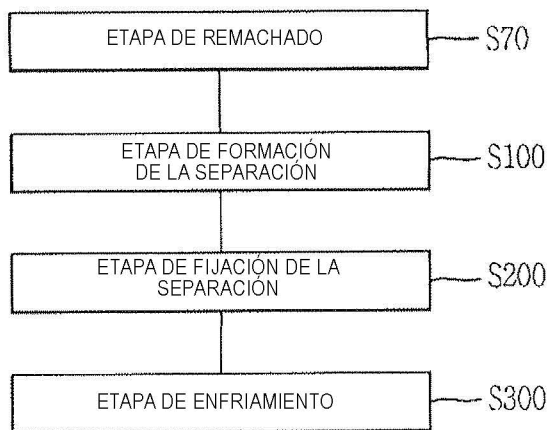 ETAPA DE REMACHADO
S70
ETAPA DE FORMACIÓN
DE LA SEPARACIÓN
S100
ETAPA DE FIJACIÓN DE LA
SEPARACIÓN
S200
ETAPA DE ENFRIAMIENTO
S300